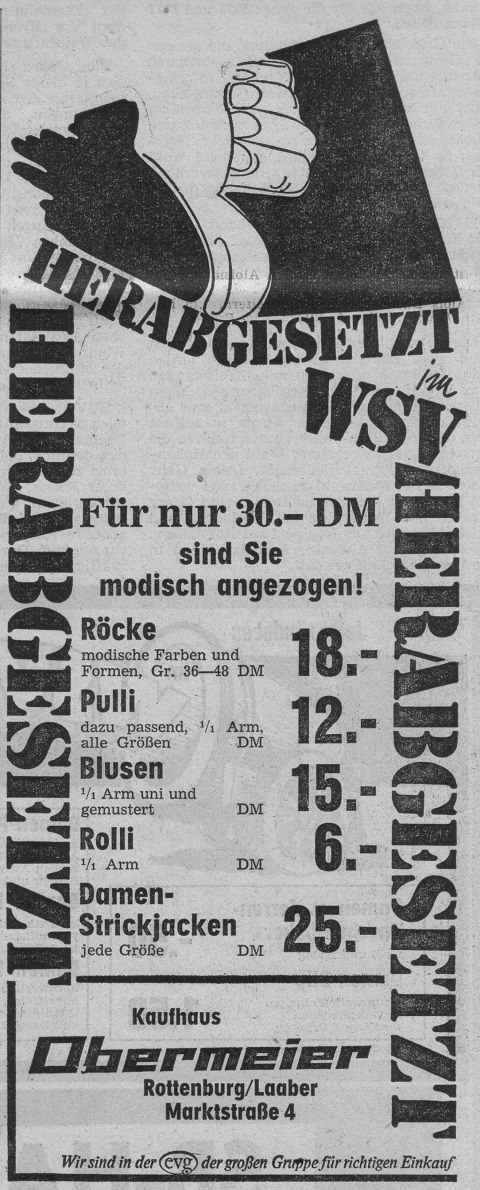 HERABGESETZT
im
WSV
HERABGESETZT
HERABGESETZT
Für nur 30.– DM
sind Sie
modisch angezogen!
Röcke
modische Farben und
Formen, Gr. 36—48 DM 18.-
Pulli
dazu passend, 1/1 Arm,
alle Größen DM 12.-
Blusen
1/1 Arm uni und
gemustert DM 15.-
Rolli
1/1 Arm DM 6.-
Damen-
Strickjacken
jede Größe DM 25.-
Kaufhaus
Obermeier
Rottenburg/Laaber
Marktstraße 4
Wir sind in der evg der großen Gruppe für richtigen Einkauf